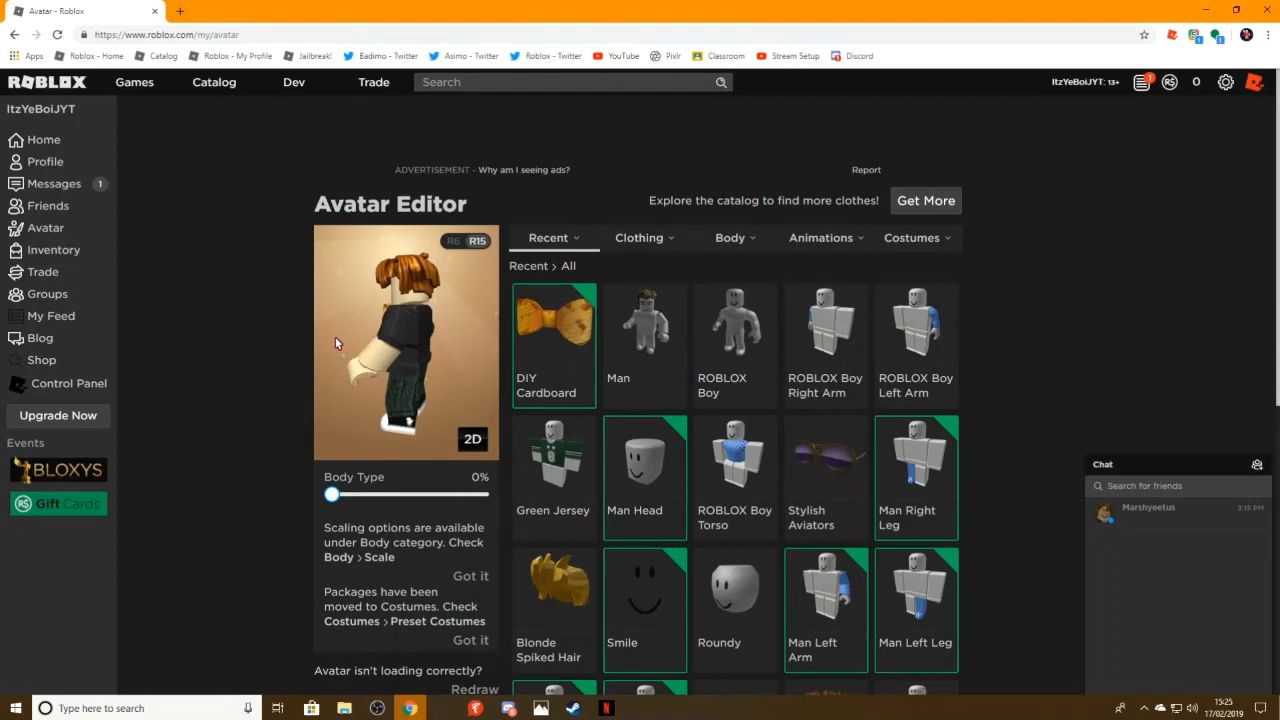 Avatar - Roblox
https://www.roblox.com/my/avatar
Apps Roblox - Home Catalog Roblox - My Profile Jailbreak! Badimo - Twitter Asimo - Twitter Roblox - Twitter YouTube Pixlr Classroom Stream Setup Discord
ROBLOX Games Catalog Dev Trade Search ItzYeBoiJYT: 13+ 1 0
ItzYeBoiJYT
Home
Profile
Messages 1
Friends
Avatar
Inventory
Trade
Groups
My Feed
Blog
Shop
Control Panel
Upgrade Now
Events
BLOXYS
Gift Cards
ADVERTISEMENT - Why am I seeing ads? Report
Avatar Editor
Explore the catalog to find more clothes! Get More
R6 R15
2D
Body Type 0%
Scaling options are available
under Body category. Check
Body > Scale
Got it
Packages have been
moved to Costumes. Check
Costumes > Preset Costumes
Got it
Avatar isn't loading correctly?
Redraw
Recent Clothing Body Animations Costumes
Recent > All
DIY
Cardboard
Man
ROBLOX
Boy
ROBLOX Boy
Right Arm
ROBLOX Boy
Left Arm
Green Jersey
Man Head
ROBLOX Boy
Torso
Stylish
Aviators
Man Right
Leg
Blonde
Spiked Hair
Smile
Roundy
Man Left
Arm
Man Left Leg
Chat
Search for friends
Marshyeetus 3:15 PM
Type here to search
15:25
17/02/2019